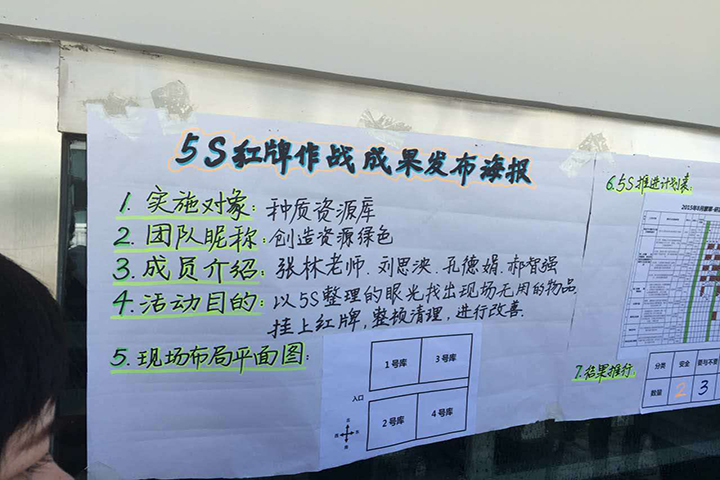 5S红牌作战成果发布海报
1. 实施对象：种质资源库
2. 团队昵称：创造资源绿色
3. 成员介绍：张林老师、刘思泱、孔德娟、郝智强
4. 活动目的：以5S整理的眼光找出现场无用的物品
挂上红牌，整顿清理，进行改善.
5. 现场布局平面图：
1号库 3号库
入口
2号库 4号库
6.5S推进计划表：
7.结果推行.
分类 安全 要与不要
数量 2 3